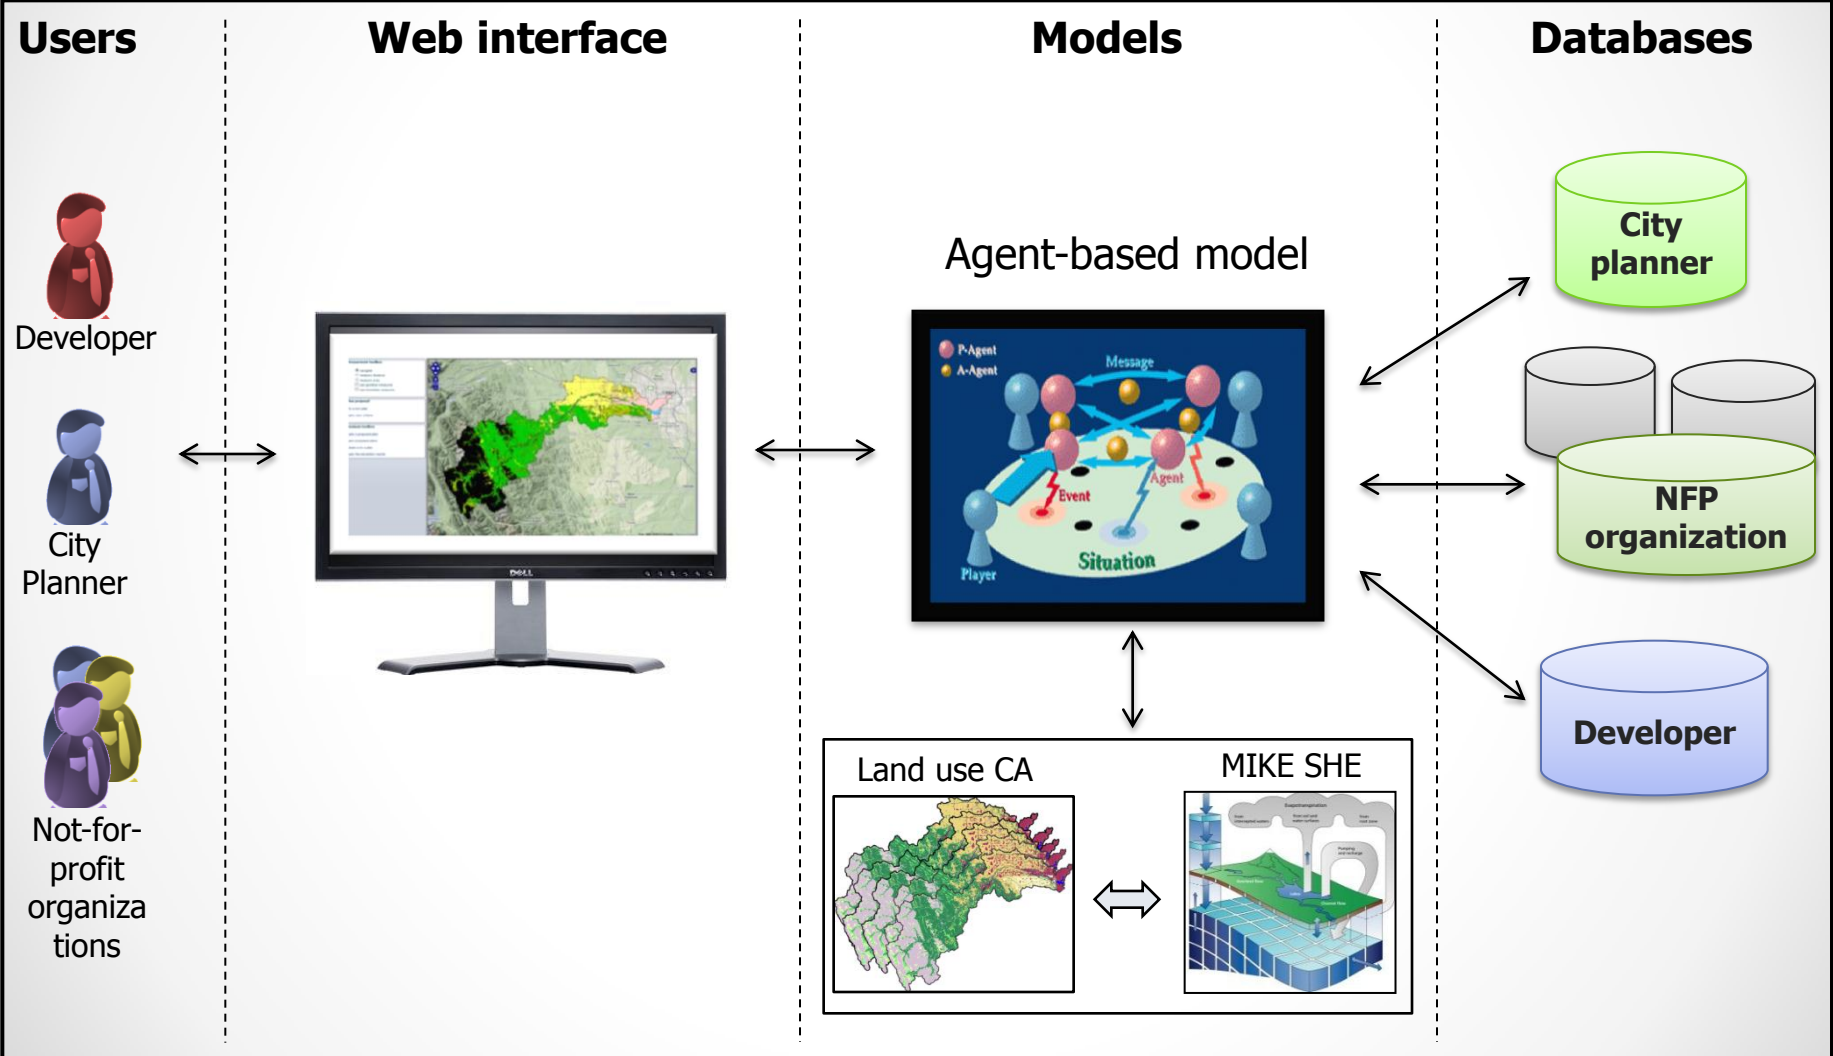 Users
Web interface
Models
Databases
Developer
City
Planner
Not-for-
profit
organiza
tions
DELL
Agent-based model
P-Agent
A-Agent
Message
Event
Agent
Situation
Player
Land use CA
MIKE SHE
Evapotranspiration
City
planner
NFP
organization
Developer